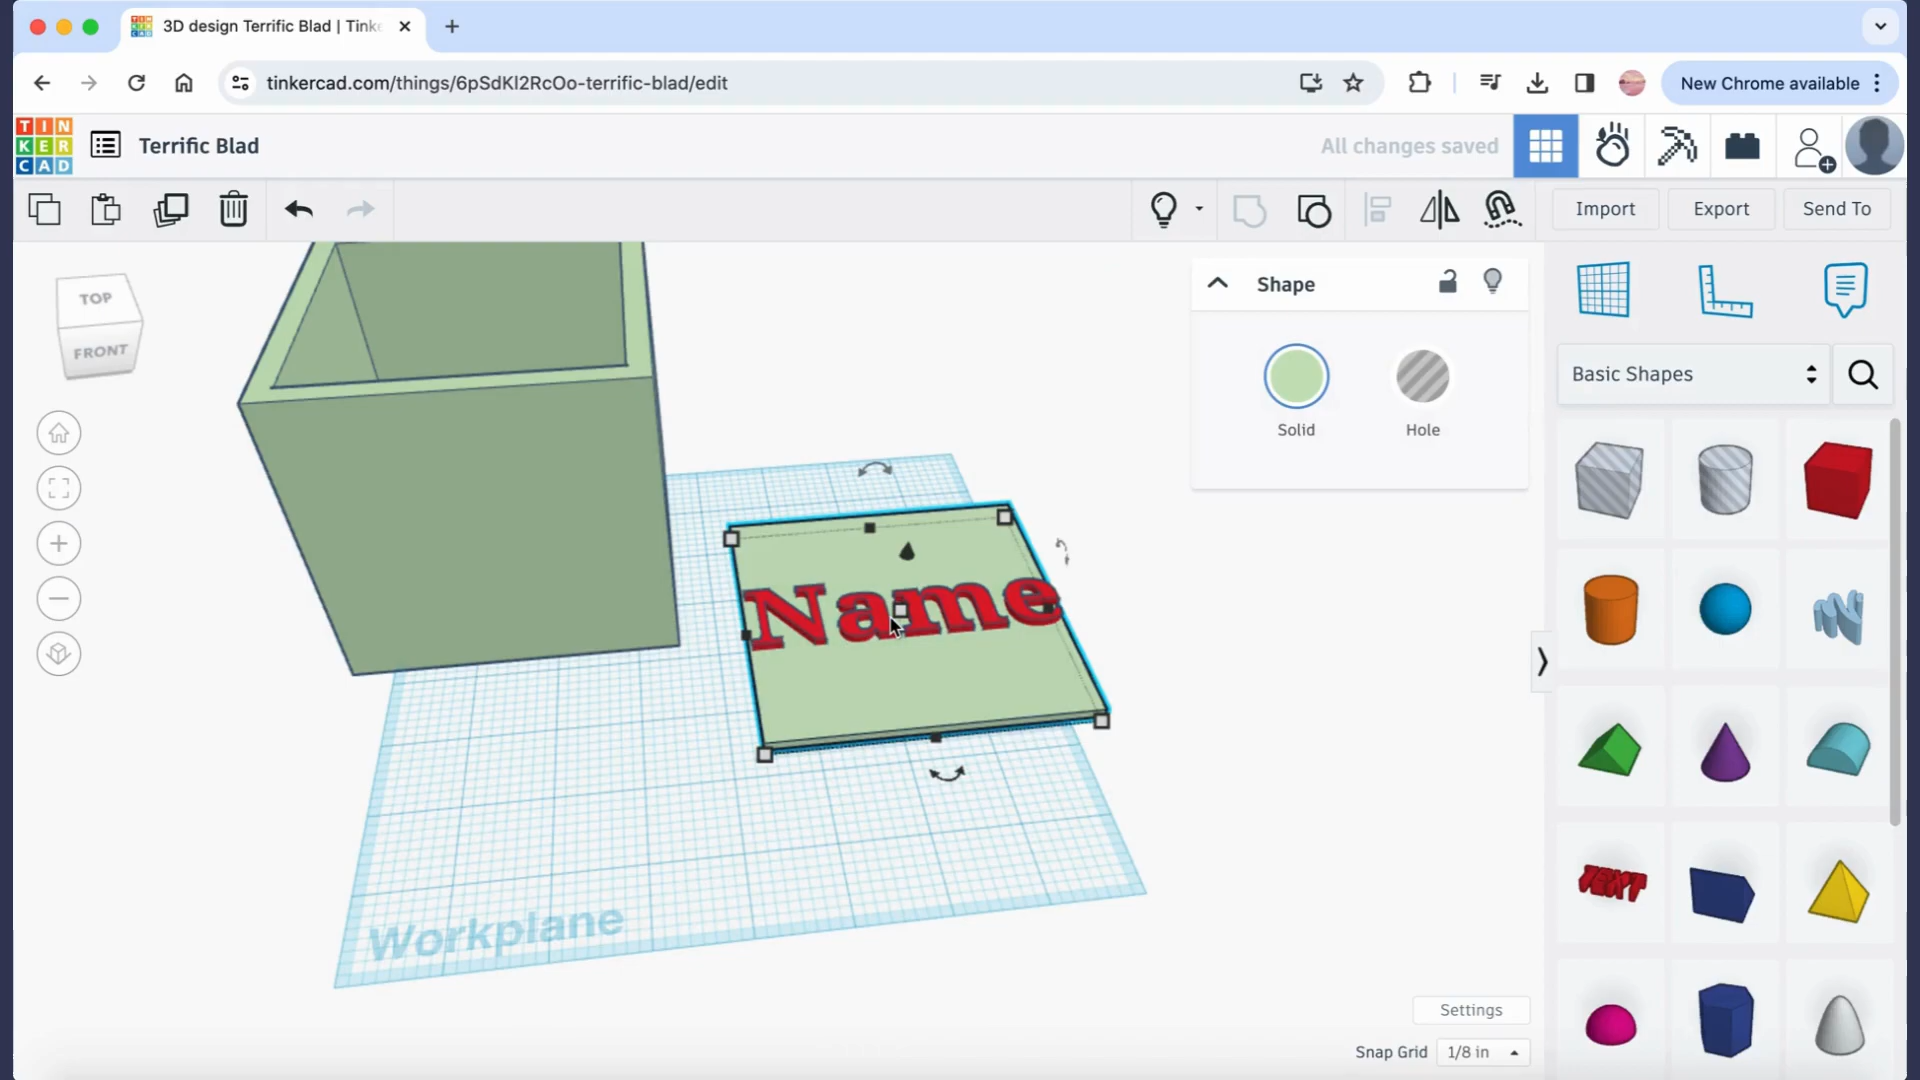 3D design Terrific Blad | Tink
tinkercad.com/things/6pSdKl2RcOo-terrific-blad/edit
New Chrome available
TIN
KER
CAD
Terrific Blad
All changes saved
Import
Export
Send To
TOP
FRONT
Shape
Solid
Hole
Basic Shapes
Name
TEXT
Workplane
Settings
Snap Grid
1/8 in